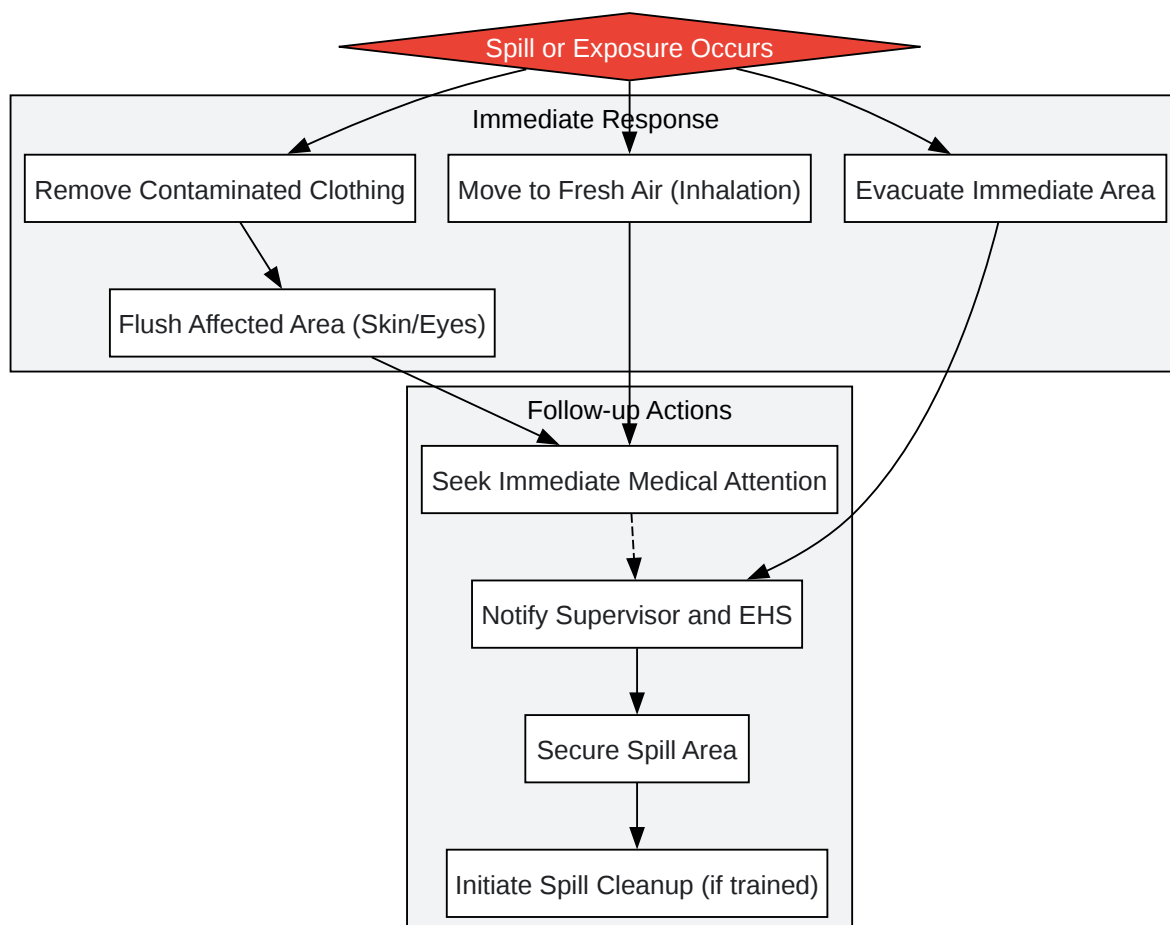 Spill or Exposure Occurs
Immediate Response
Remove Contaminated Clothing
Move to Fresh Air (Inhalation)
Evacuate Immediate Area
Flush Affected Area (Skin/Eyes)
Follow-up Actions
Seek Immediate Medical Attention
Notify Supervisor and EHS
Secure Spill Area
Initiate Spill Cleanup (if trained)